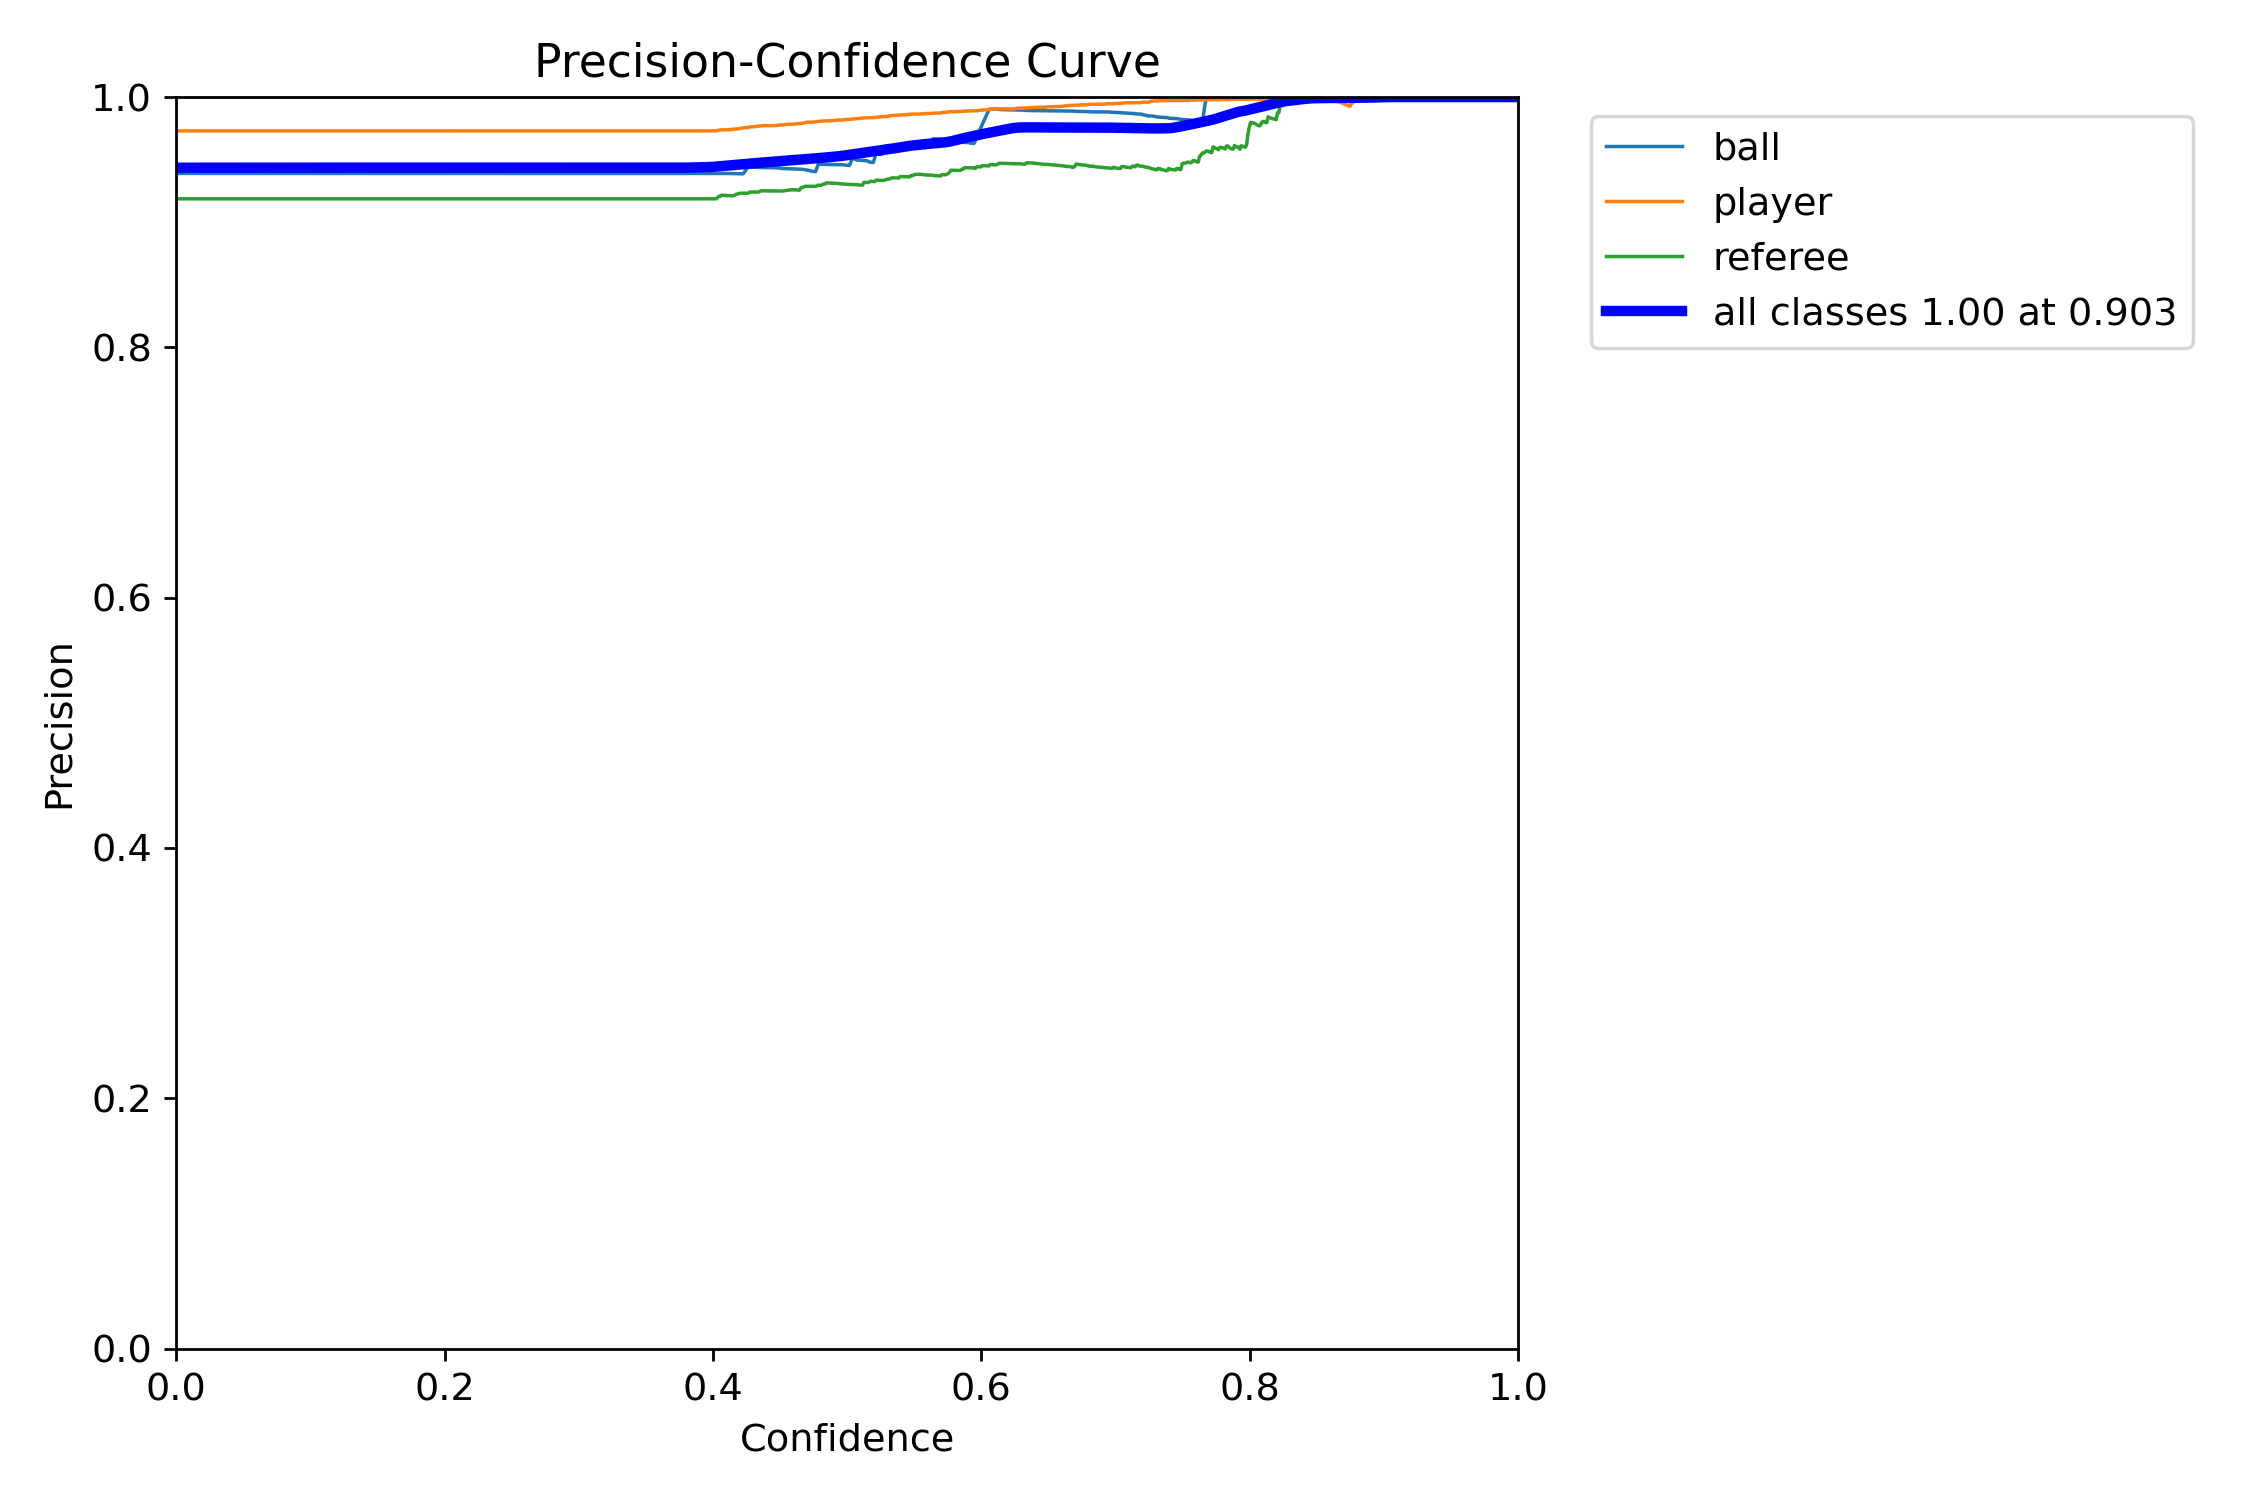 Precision-Confidence Curve
1.0
0.8
0.6
0.4
0.2
0.0
Precision
0.0 0.2 0.4 0.6 0.8 1.0
Confidence
ball
player
referee
all classes 1.00 at 0.903